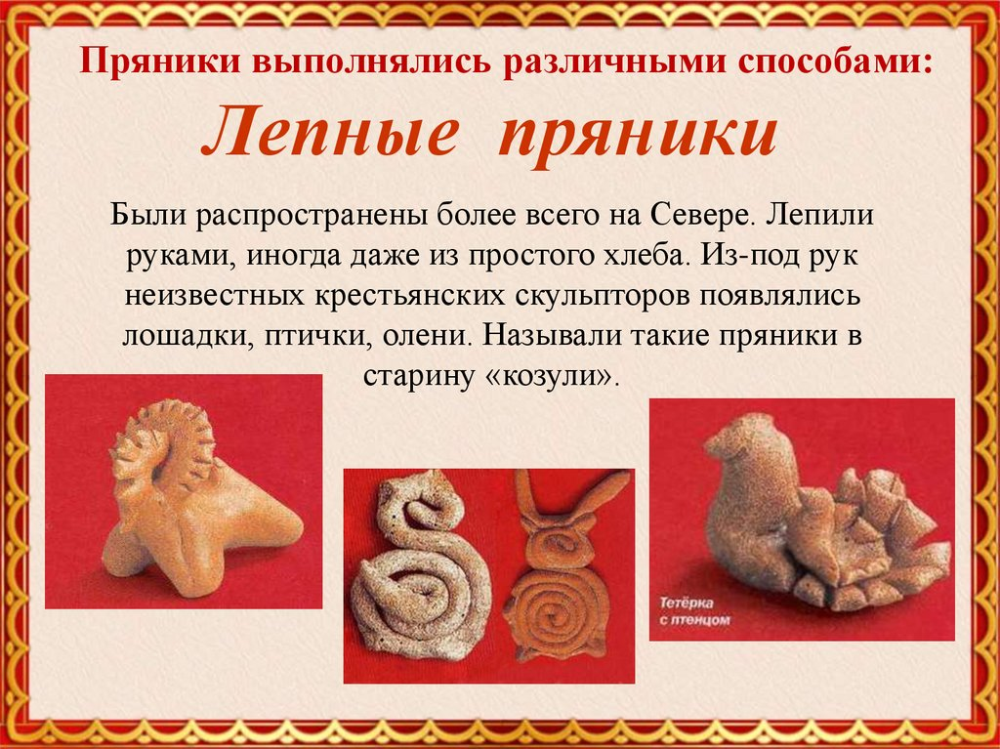 Пряники выполнялись различными способами:
Лепные пряники
Были распространены более всего на Севере. Лепили
руками, иногда даже из простого хлеба. Из-под рук
неизвестных крестьянских скульпторов появлялись
лошадки, птички, олени. Называли такие пряники в
старину «козули».
Тетёрка
с птенцом